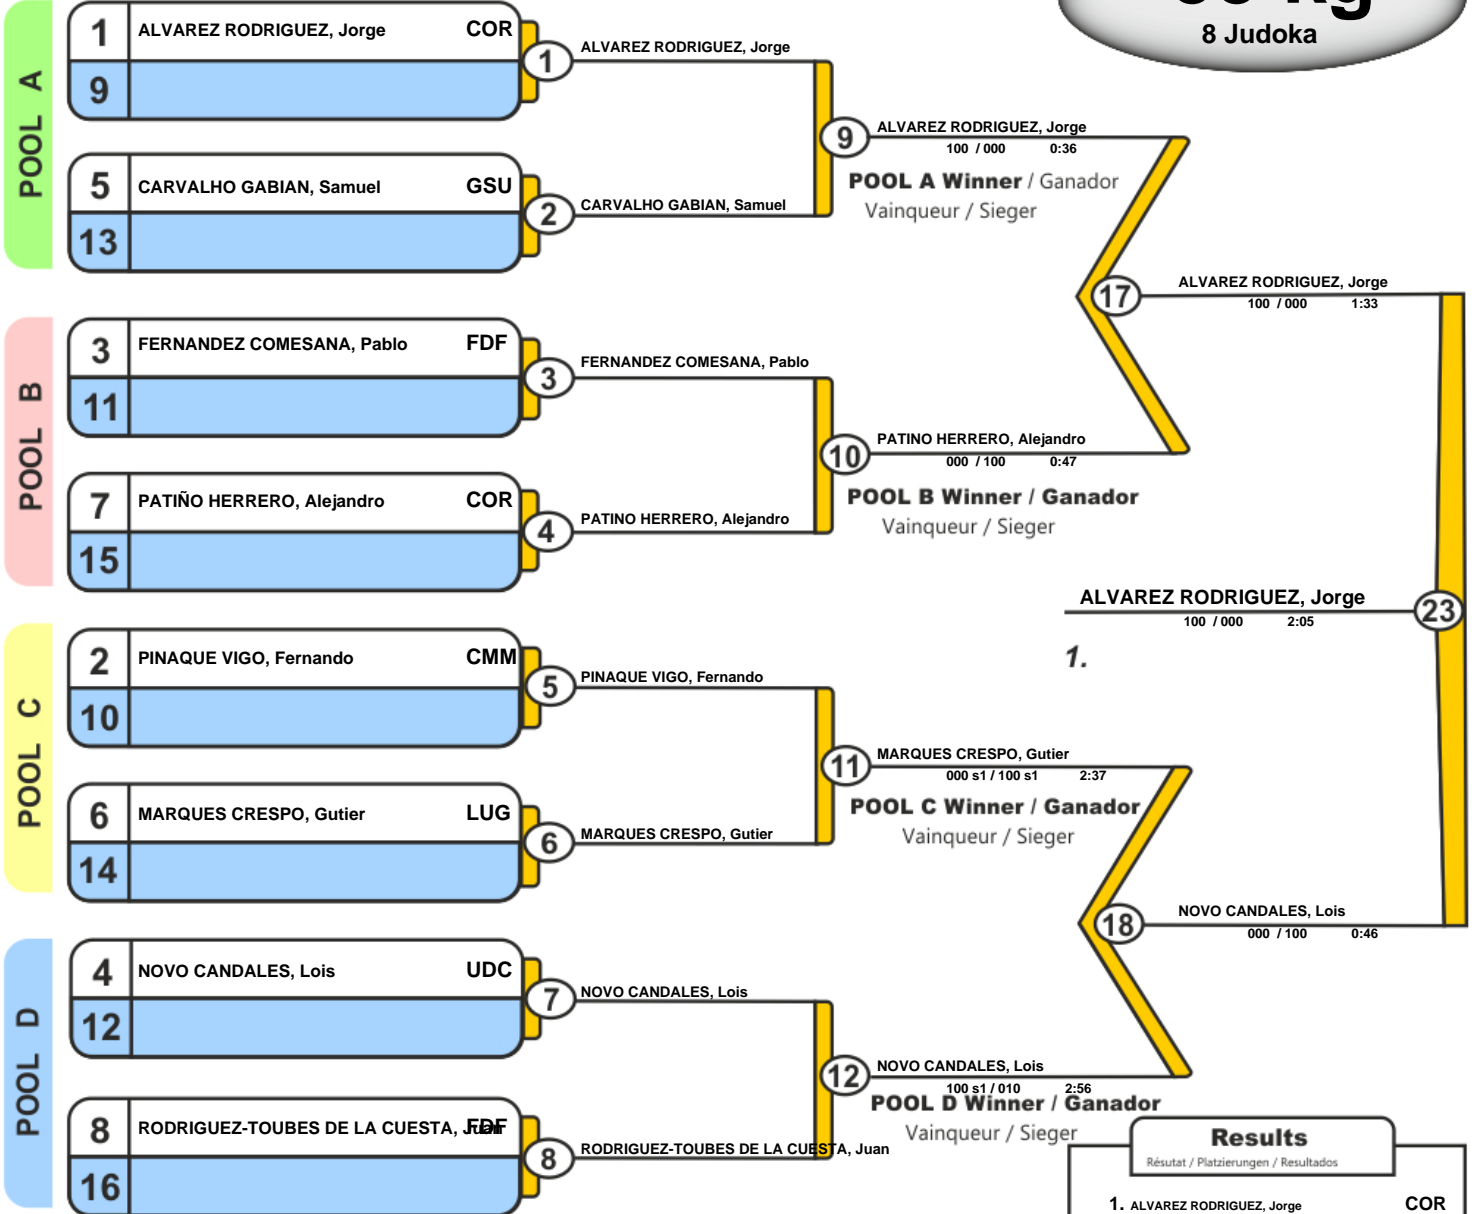 8 Judoka
POOL A
1 ALVAREZ RODRIGUEZ, Jorge COR
9
1
ALVAREZ RODRIGUEZ, Jorge
5 CARVALHO GABIAN, Samuel GSU
13
2
CARVALHO GABIAN, Samuel
9
ALVAREZ RODRIGUEZ, Jorge
100 / 000 0:36
POOL A Winner / Ganador
Vainqueur / Sieger
POOL B
3 FERNANDEZ COMESANA, Pablo FDF
11
3
FERNANDEZ COMESANA, Pablo
7 PATIÑO HERRERO, Alejandro COR
15
4
PATINO HERRERO, Alejandro
10
PATINO HERRERO, Alejandro
000 / 100 0:47
POOL B Winner / Ganador
Vainqueur / Sieger
17
ALVAREZ RODRIGUEZ, Jorge
100 / 000 1:33
ALVAREZ RODRIGUEZ, Jorge
100 / 000 2:05
23
1.
POOL C
2 PINAQUE VIGO, Fernando CMM
10
5
PINAQUE VIGO, Fernando
6 MARQUES CRESPO, Gutier LUG
14
6
MARQUES CRESPO, Gutier
11
MARQUES CRESPO, Gutier
000 s1 / 100 s1 2:37
POOL C Winner / Ganador
Vainqueur / Sieger
POOL D
4 NOVO CANDALES, Lois UDC
12
7
NOVO CANDALES, Lois
8 RODRIGUEZ-TOUBES DE LA CUESTA, Juan FDF
16
8
RODRIGUEZ-TOUBES DE LA CUESTA, Juan
12
NOVO CANDALES, Lois
100 s1 / 010 2:56
POOL D Winner / Ganador
Vainqueur / Sieger
18
NOVO CANDALES, Lois
000 / 100 0:46
Results
Résutat / Platzierungen / Resultados
1. ALVAREZ RODRIGUEZ, Jorge COR